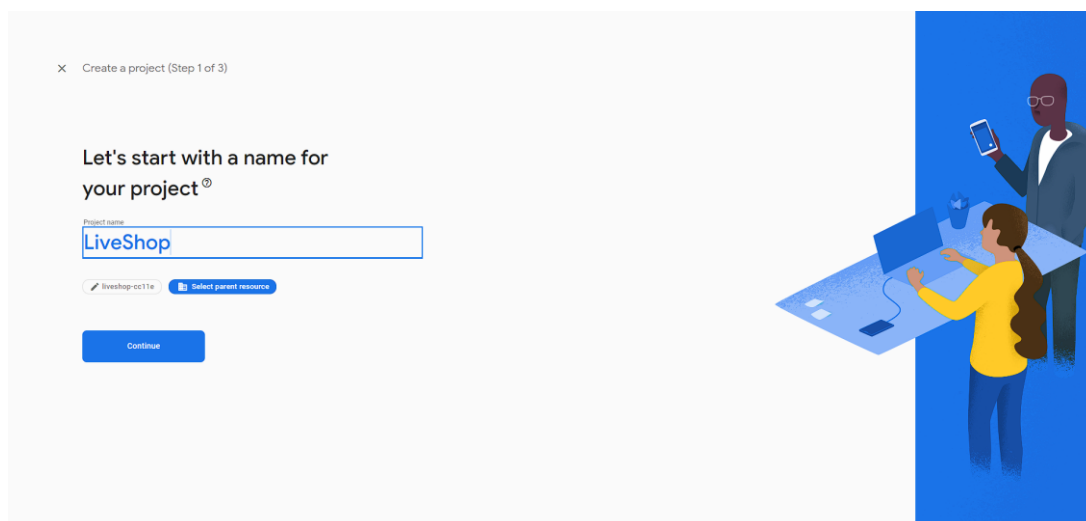 Create a project (Step 1 of 3)
Let's start with a name for
your project
Project name
LiveShop
liveshop-cc11e
Select parent resource
Continue